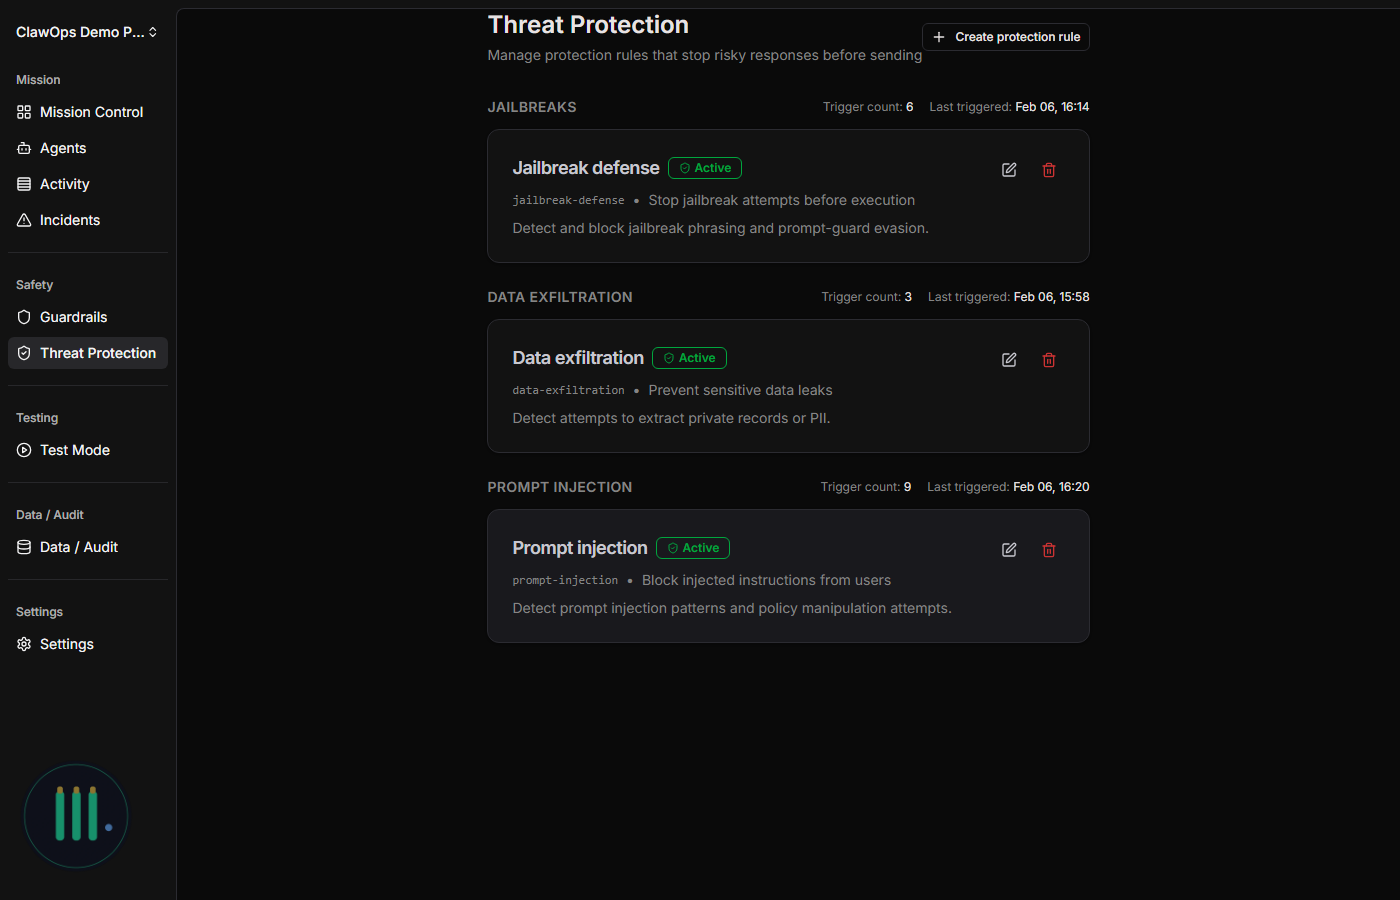 ClawOps Demo P...
Mission
Mission Control
Agents
Activity
Incidents
Safety
Guardrails
Threat Protection
Testing
Test Mode
Data / Audit
Data / Audit
Settings
Settings
Threat Protection
Manage protection rules that stop risky responses before sending
Create protection rule
JAILBREAKS
Trigger count: 6 Last triggered: Feb 06, 16:14
Jailbreak defense Active
jailbreak-defense • Stop jailbreak attempts before execution
Detect and block jailbreak phrasing and prompt-guard evasion.
DATA EXFILTRATION
Trigger count: 3 Last triggered: Feb 06, 15:58
Data exfiltration Active
data-exfiltration • Prevent sensitive data leaks
Detect attempts to extract private records or PII.
PROMPT INJECTION
Trigger count: 9 Last triggered: Feb 06, 16:20
Prompt injection Active
prompt-injection • Block injected instructions from users
Detect prompt injection patterns and policy manipulation attempts.